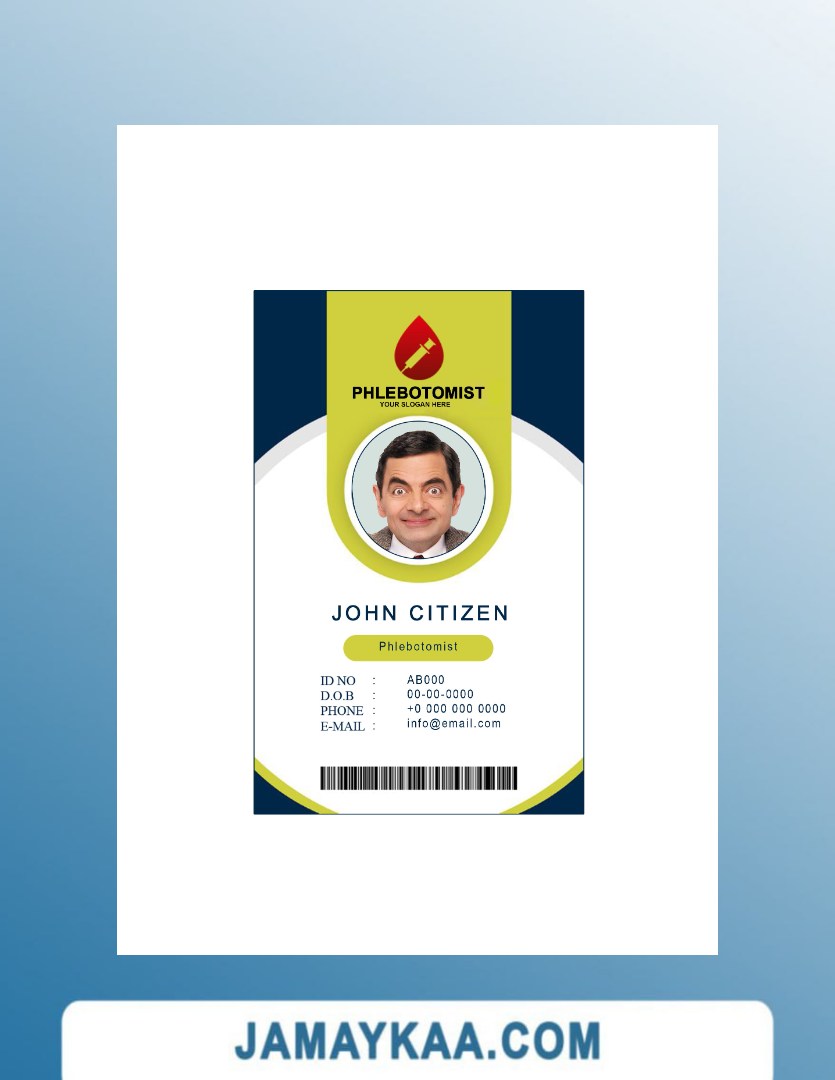 PHLEBOTOMIST
YOUR SLOGAN HERE
JOHN CITIZEN
Phlebotomist
ID NO : AB000
D.O.B : 00-00-0000
PHONE : +0 000 000 0000
E-MAIL : info@email.com
JAMAYKAA.COM